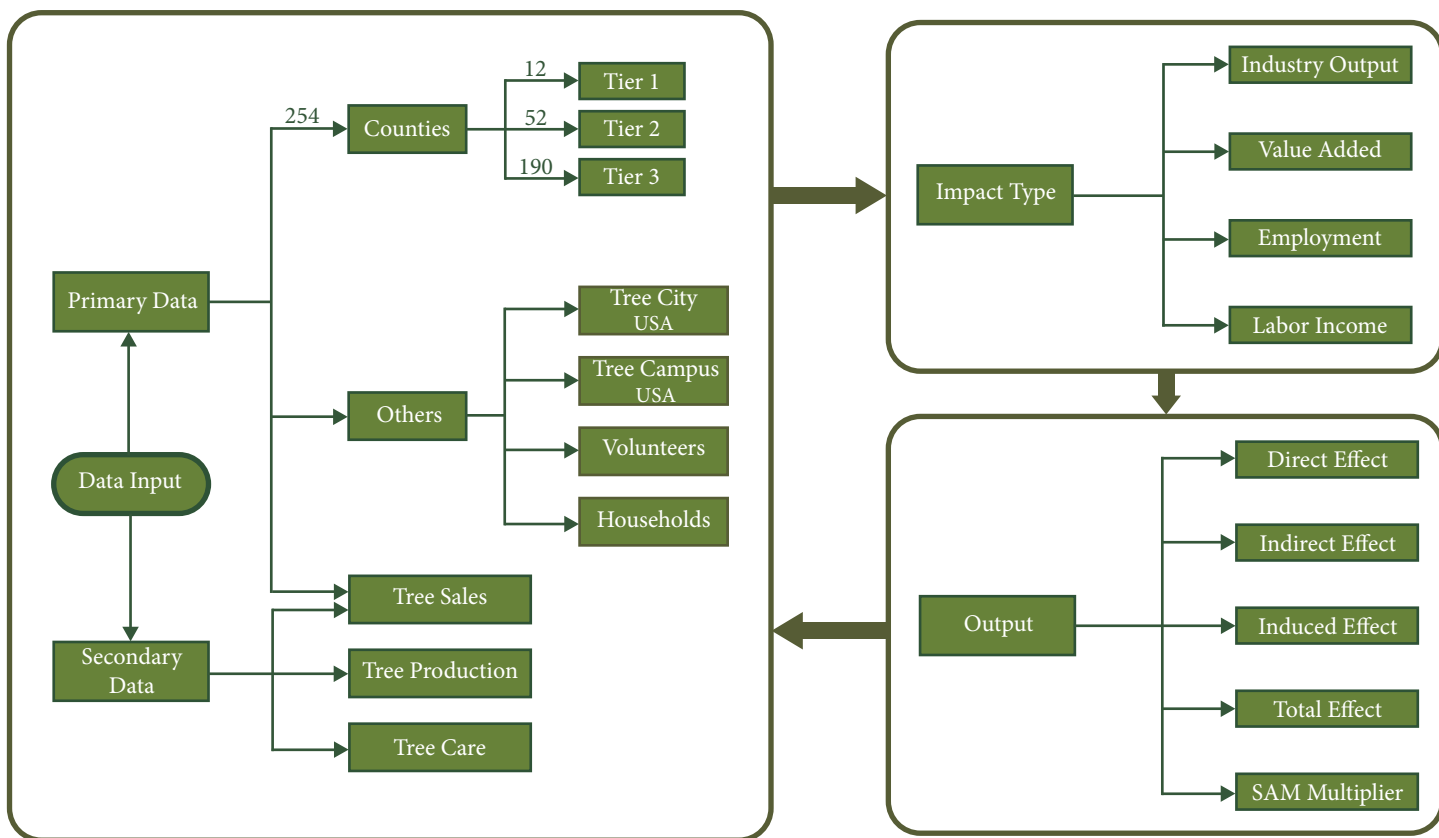 254
Counties
12
Tier 1
52
Tier 2
190
Tier 3
Primary Data
Others
Tree City
USA
Tree Campus
USA
Volunteers
Households
Data Input
Secondary
Data
Tree Sales
Tree Production
Tree Care
Impact Type
Industry Output
Value Added
Employment
Labor Income
Output
Direct Effect
Indirect Effect
Induced Effect
Total Effect
SAM Multiplier